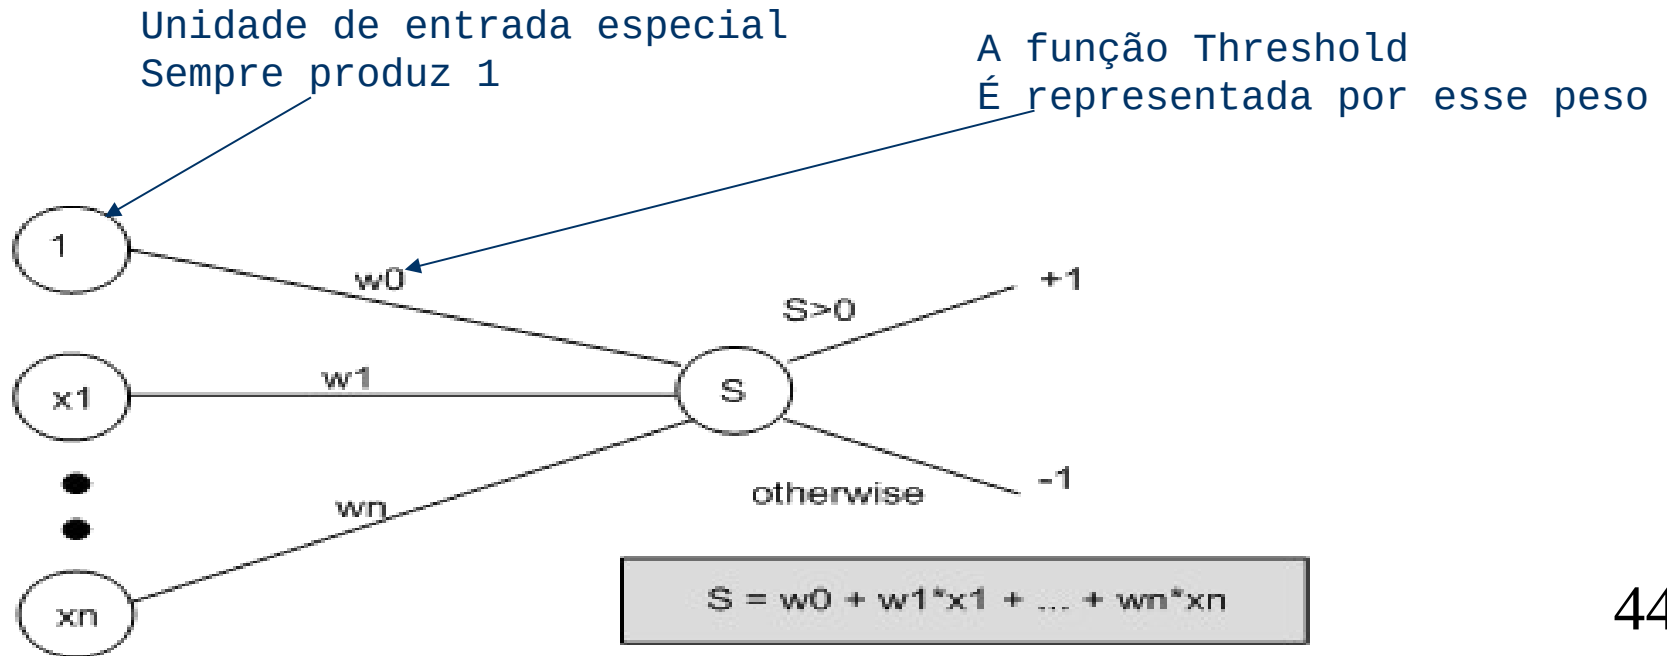 Unidade de entrada especial
Sempre produz 1
A função Threshold
É representada por esse peso
1
w0
+1
S>0
x1
w1
S
wn
otherwise
-1
xn
S = w0 + w1*x1 + ... + wn*xn
44